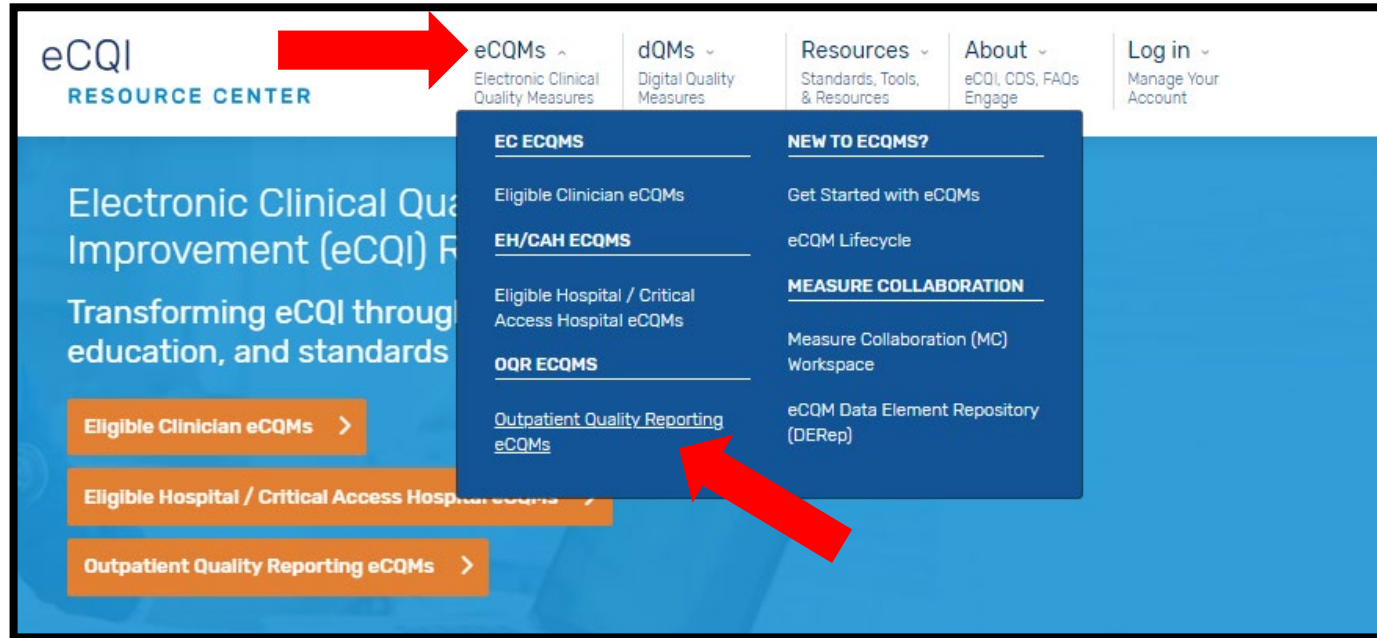 eCQI
RESOURCE CENTER
eCQMs
Electronic Clinical
Quality Measures
dQMs
Digital Quality
Measures
Resources
Standards, Tools,
& Resources
About
eCQI, CDS, FAQs
Engage
Log in
Manage Your
Account
EC ECQMS
Eligible Clinician eCQMs
EH/CAH ECQMS
Eligible Hospital / Critical
Access Hospital eCQMs
OQR ECQMS
Outpatient Quality Reporting
eCQMs
NEW TO ECQMS?
Get Started with eCQMs
eCQM Lifecycle
MEASURE COLLABORATION
Measure Collaboration (MC)
Workspace
eCQM Data Element Repository
(DERep)
Electronic Clinical
Improvement (eCQI)
Transforming eCQI
education, and standards
Eligible Clinician eCQMs
Eligible Hospital / Critical Access Hospital eCQMs
Outpatient Quality Reporting eCQMs